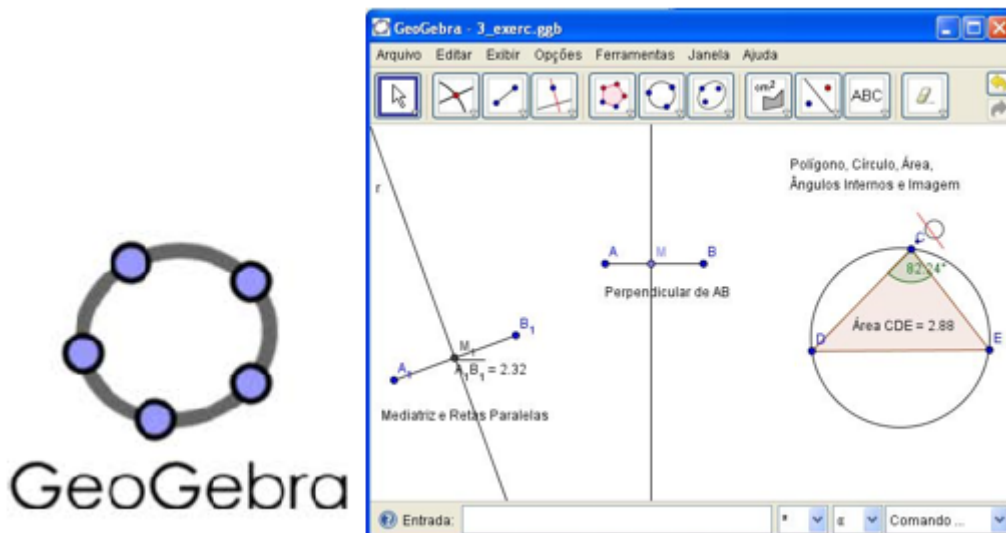 GeoGebra
GeoGebra - 3_exerc.ggb
Arquivo Editar Exibir Opções Ferramentas Janela Ajuda
cm²
ABC
Polígono, Círculo, Área,
Ângulos Internos e Imagem
r
C
82.24°
A M B
Perpendicular de AB
Área CDE = 2.88
D E
B₁
M₁
A₁
A₁B₁ = 2.32
Mediatriz e Retas Paralelas
Entrada:
α
Comando ...